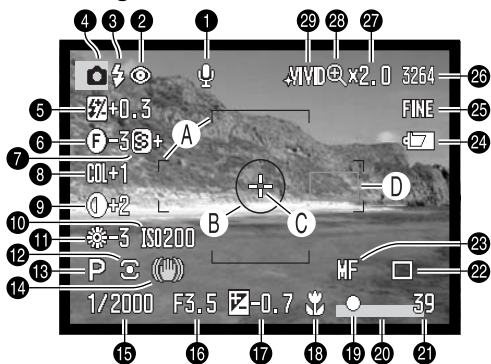 4 3 2 1 29 28 27
VIVID x2.0 3264 26
5 +0.3 FINE 25
6 F-3 S+ A 24
7
8 COL+1 D
9 +2 B C
10
11 -3 ISO200 23
12 MF 22
13 P
14
1/2000 F3.5 -0.7 39
15 16 17 18 19 20 21